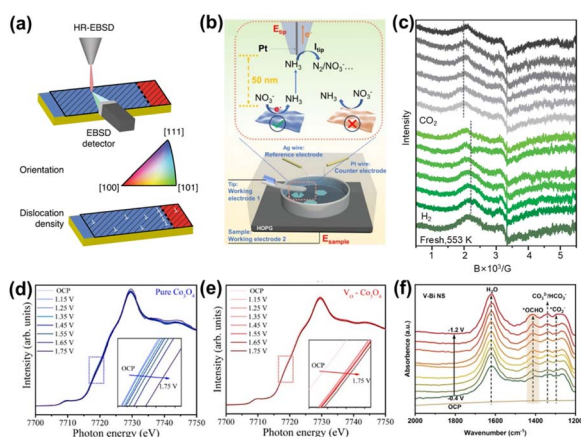 (a)
HR-EBSD
EBSD
detector
Orientation
[111]
[100]
[101]
Dislocation
density
(b)
E_tip
e⁻
Pt
I_tip
NH₃
N₂/NO₃⁻...
50 nm
NO₃⁻
e⁻
NH₃
NH₃
NO₃⁻
Ag wire:
Reference electrode
Pt wire:
Counter electrode
Tip:
Working
electrode 1
HOPG
Sample:
Working electrode 2
E_sample
(c)
Intensity
CO₂
H₂
Fresh,553 K
1 2 3 4 5
B×10³/G
(d)
Intensity (arb. units)
OCP
1.15 V
1.25 V
1.35 V
1.45 V
1.55 V
1.65 V
1.75 V
Pure Co₃O₄
OCP
1.75 V
7700 7710 7720 7730 7740 7750
Photon energy (eV)
(e)
Intensity (arb. units)
OCP
1.15 V
1.25 V
1.35 V
1.45 V
1.55 V
1.65 V
1.75 V
V_O - Co₃O₄
OCP
1.75 V
7700 7710 7720 7730 7740 7750
Photon energy (eV)
(f)
Absorbence (a.u.)
V-Bi NS
H₂O
CO₃²⁻/HCO₃⁻
*OCHO
*CO₂⁻
-1.2 V
-0.4 V
OCP
2000 1800 1600 1400 1200
Wavenumber (cm⁻¹)